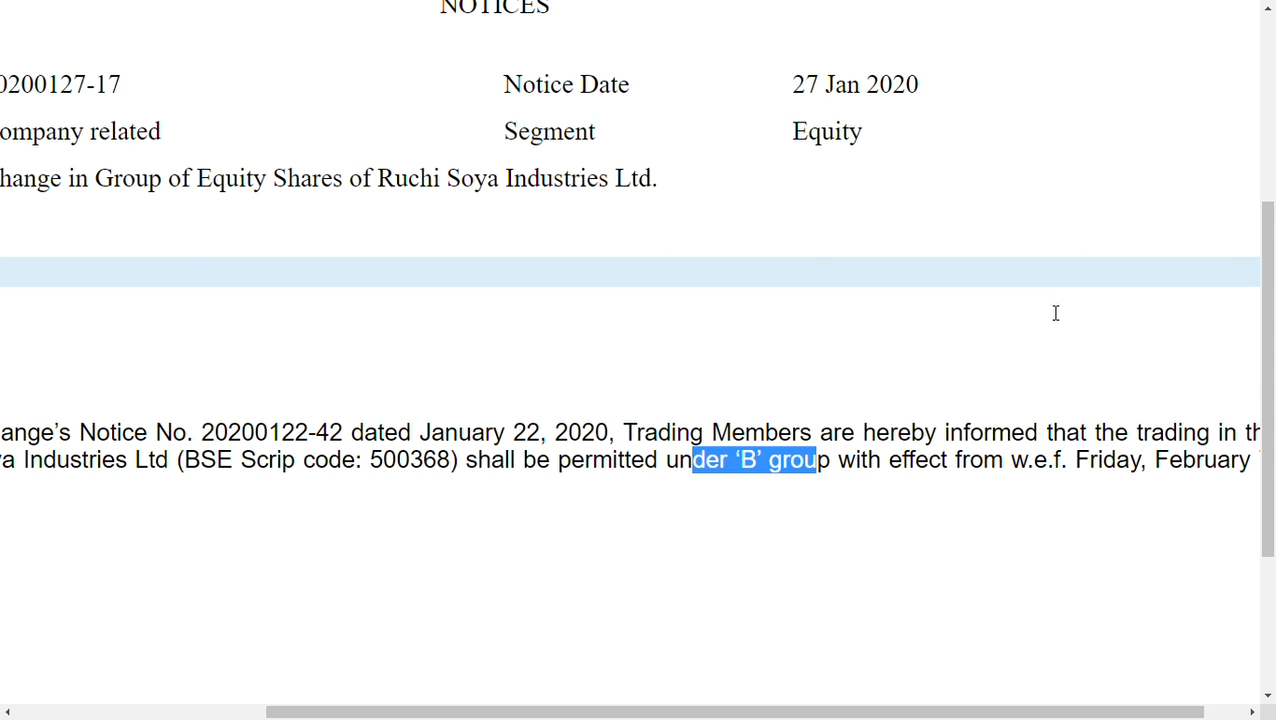 NOTICES
0200127-17 Notice Date 27 Jan 2020
ompany related Segment Equity
hange in Group of Equity Shares of Ruchi Soya Industries Ltd.
ange’s Notice No. 20200122-42 dated January 22, 2020, Trading Members are hereby informed that the trading in th
ya Industries Ltd (BSE Scrip code: 500368) shall be permitted under ‘B’ group with effect from w.e.f. Friday, February